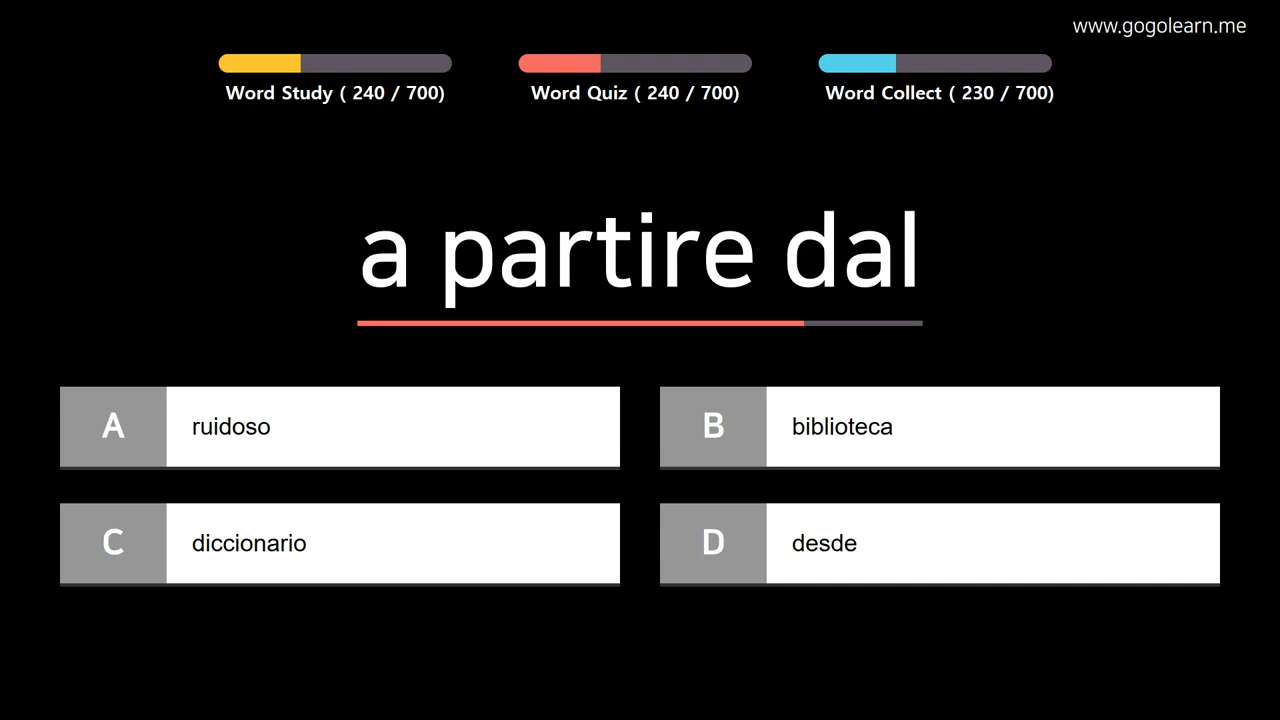 www.gogolearn.me
Word Study ( 240 / 700)
Word Quiz ( 240 / 700)
Word Collect ( 230 / 700)
a partire dal
A ruidoso
B biblioteca
C diccionario
D desde